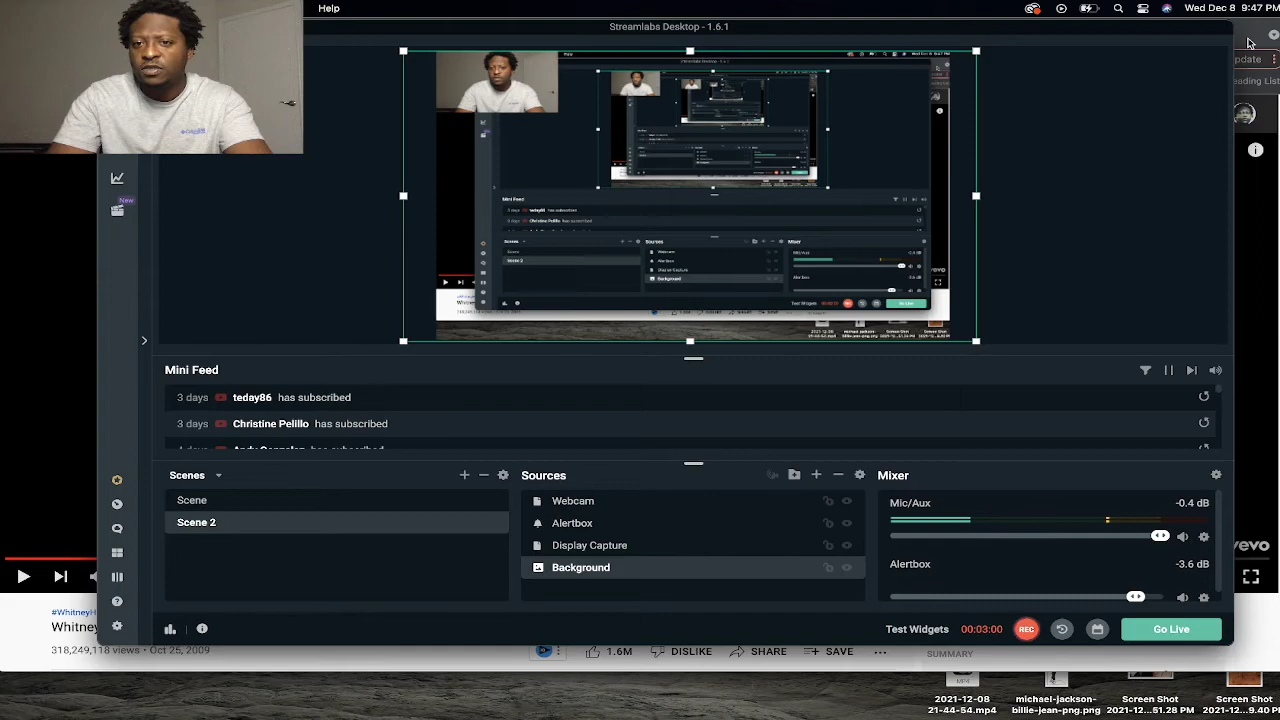 Help
Wed Dec 8 9:47 PM
Streamlabs Desktop - 1.6.1
Update
eading List
New
Mini Feed
3 days teday86 has subscribed
3 days Christine Pelillo has subscribed
Scenes
Sources
Mixer
Scene
Scene 2
Webcam
Alertbox
Display Capture
Background
Mic/Aux -0.4 dB
Alertbox -3.6 dB
vevo
Test Widgets 00:03:00 REC Go Live
#WhitneyH
Whitney
318,249,118 views • Oct 25, 2009
1.6M DISLIKE SHARE SAVE
SUMMARY
2021-12-08
21-44-54.mp4
michael-jackson-
billie-jean-png.png
Screen Shot
2021-12...51.28 PM
Screen Shot
2021-12...9.40 PM